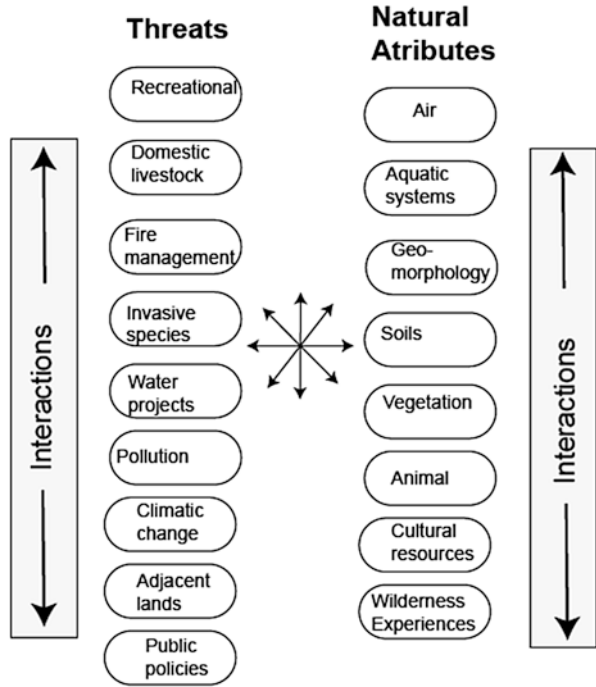 Threats
Natural
Atributes
Recreational
Domestic
livestock
Fire
management
Invasive
species
Water
projects
Pollution
Climatic
change
Adjacent
lands
Public
policies
Air
Aquatic
systems
Geo-
morphology
Soils
Vegetation
Animal
Cultural
resources
Wilderness
Experiences
Interactions
Interactions